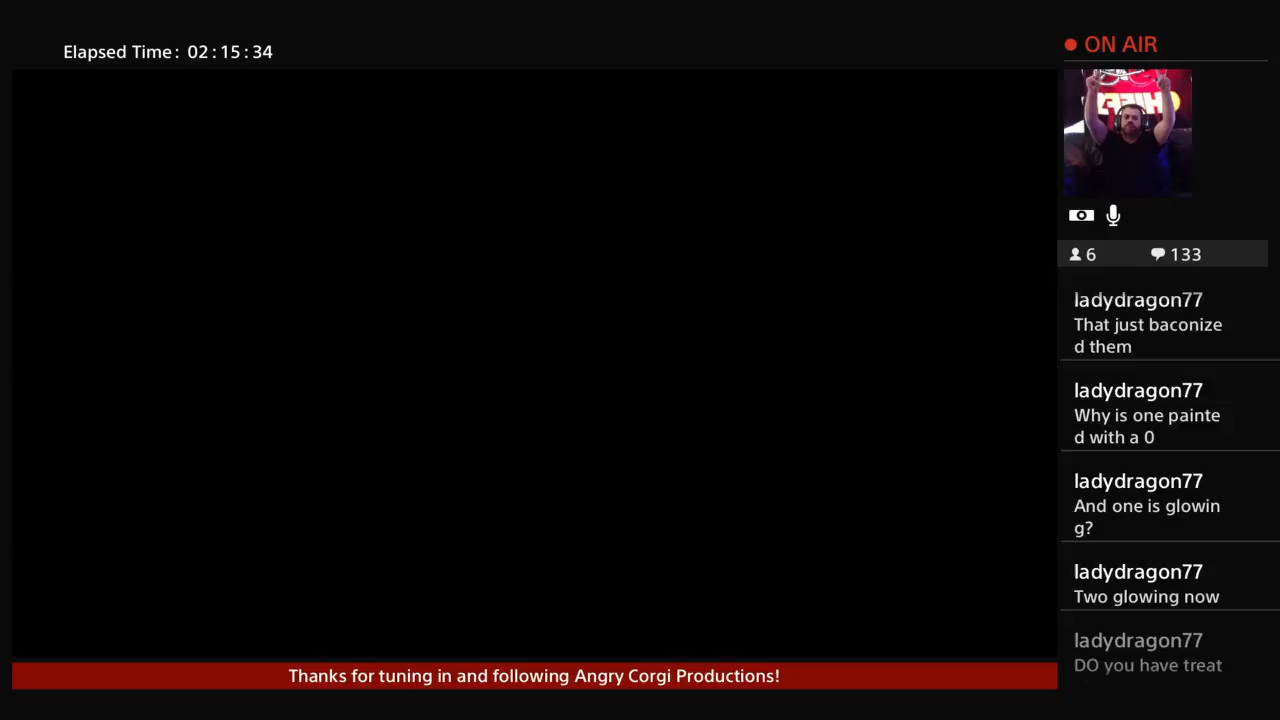 Elapsed Time: 02:15:34
ON AIR
6 133
ladydragon77
That just baconize
d them
ladydragon77
Why is one painte
d with a 0
ladydragon77
And one is glowin
g?
ladydragon77
Two glowing now
ladydragon77
DO you have treat
Thanks for tuning in and following Angry Corgi Productions!